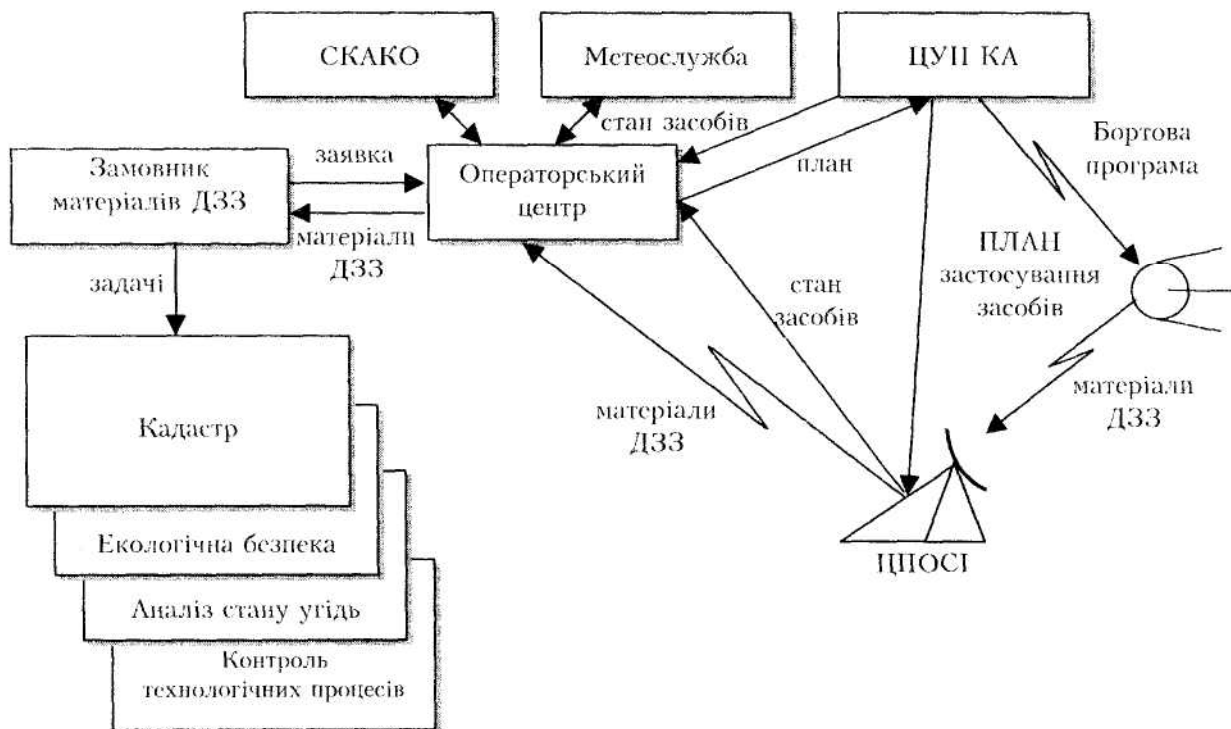 СКАКО
Метеослужба
ЦУП КА
стан засобів
Бортова
програма
заявка
план
Замовник
матеріалів ДЗЗ
Операторський
центр
матеріали
ДЗЗ
ПЛАН
застосування
засобів
задачі
стан
засобів
матеріали
ДЗЗ
матеріали
ДЗЗ
Кадастр
ЦПОСІ
Екологічна безпека
Аналіз стану угідь
Контроль
технологічних процесів